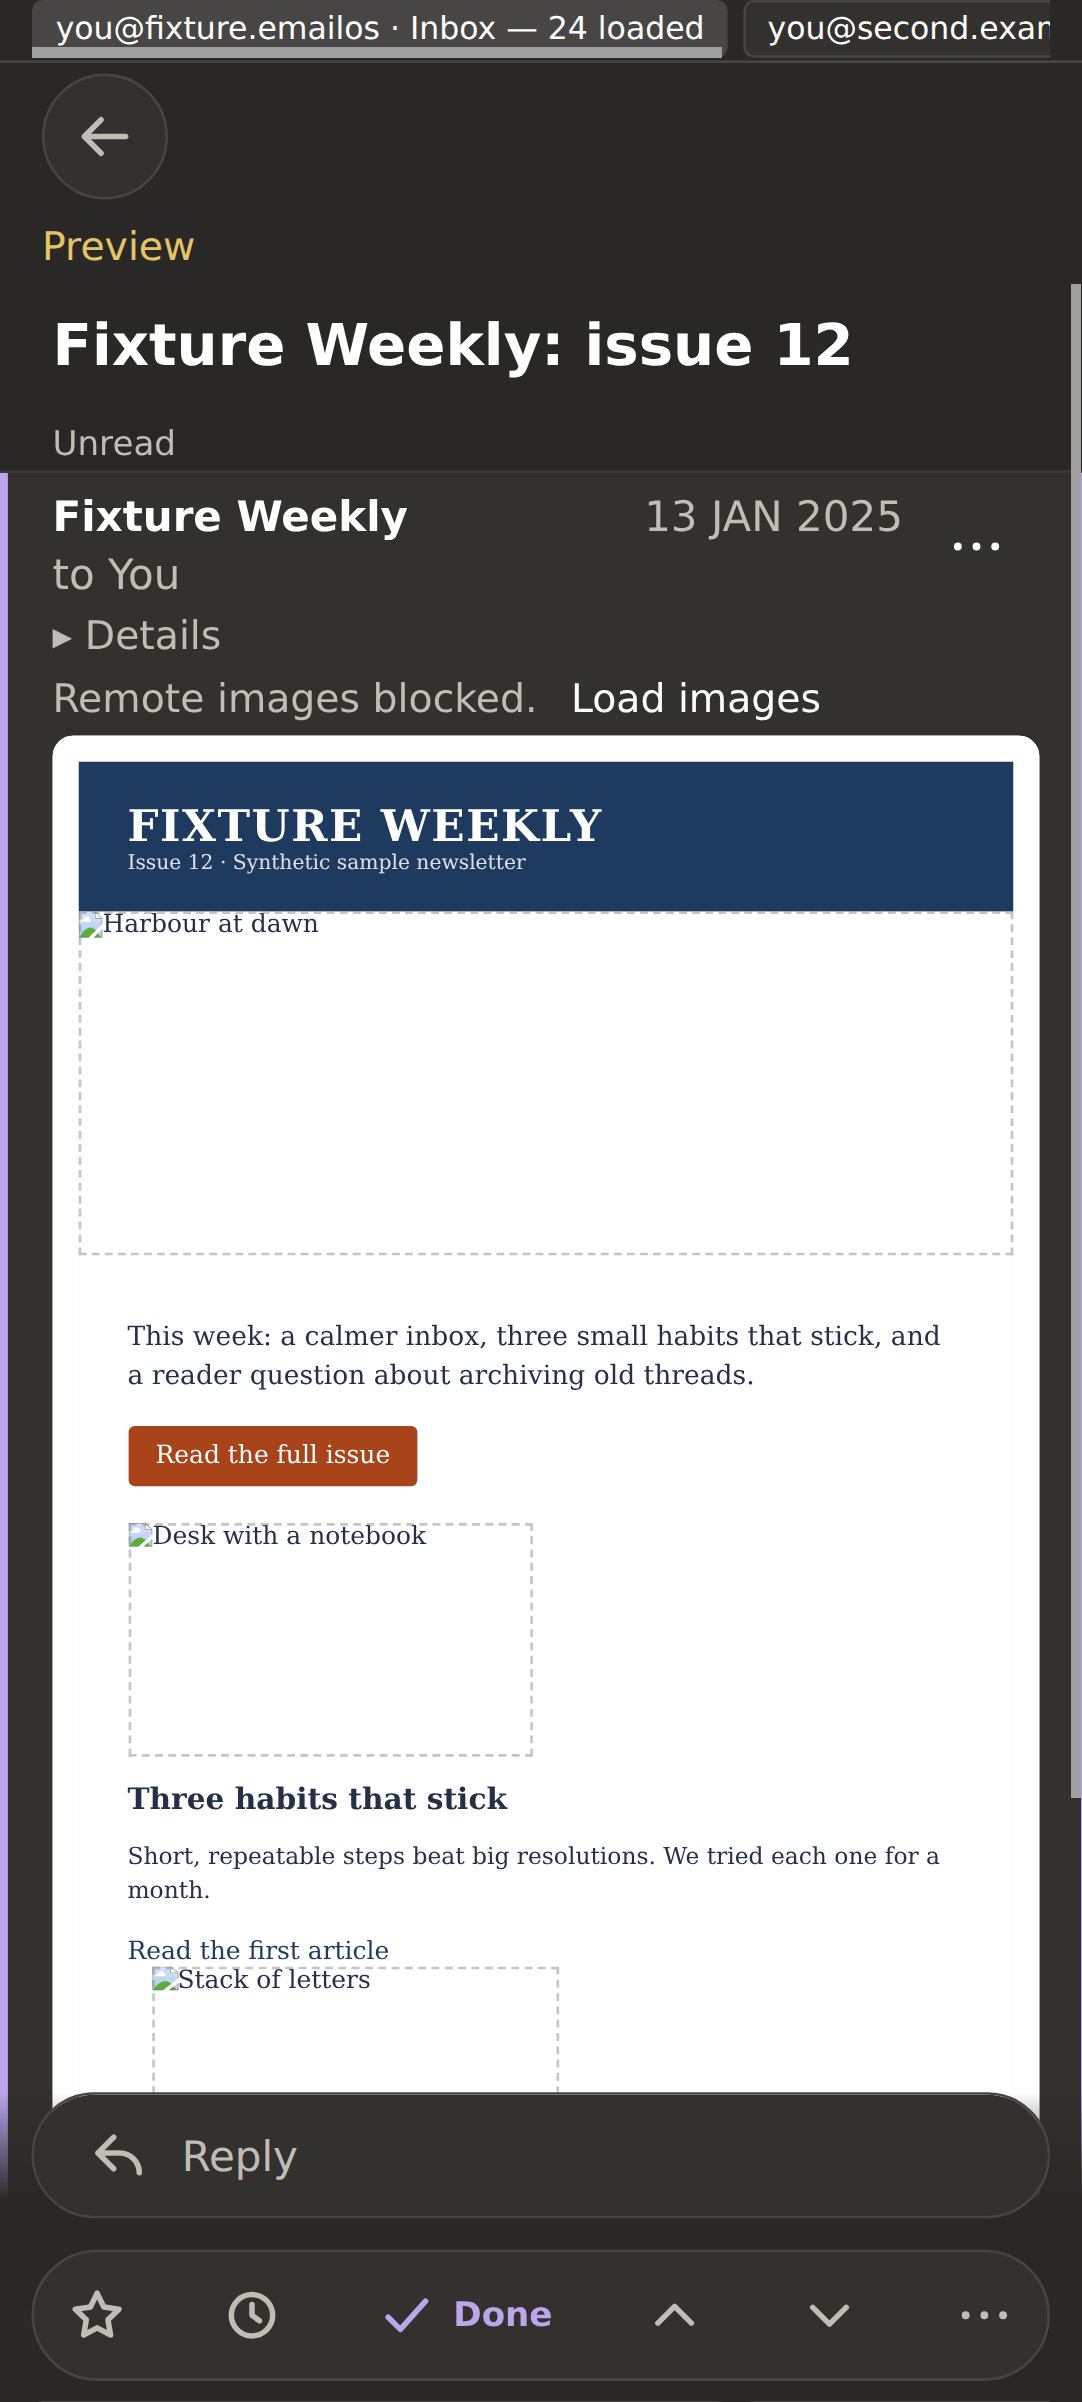 you@fixture.emailos · Inbox — 24 loaded
you@second.exam
Preview
Fixture Weekly: issue 12
Unread
Fixture Weekly
13 JAN 2025
to You
▸ Details
Remote images blocked. Load images
FIXTURE WEEKLY
Issue 12 · Synthetic sample newsletter
Harbour at dawn
This week: a calmer inbox, three small habits that stick, and
a reader question about archiving old threads.
Read the full issue
Desk with a notebook
Three habits that stick
Short, repeatable steps beat big resolutions. We tried each one for a
month.
Read the first article
Stack of letters
Reply
Done